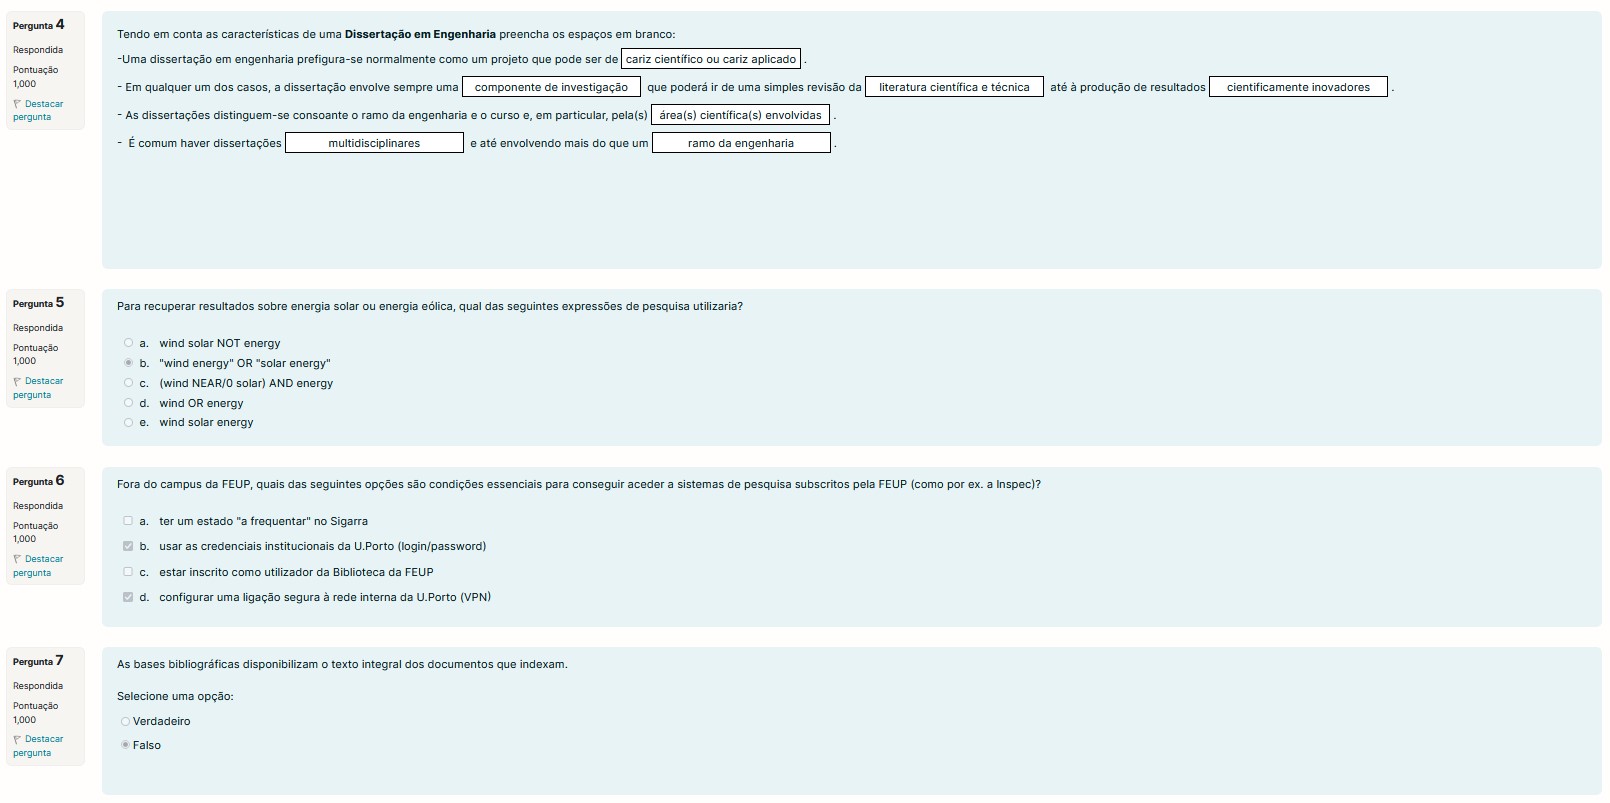 Pergunta 4
Respondida
Pontuação
1,000
Destacar
pergunta
Tendo em conta as características de uma Dissertação em Engenharia preencha os espaços em branco:
-Uma dissertação em engenharia prefigura-se normalmente como um projeto que pode ser de cariz científico ou cariz aplicado .
- Em qualquer um dos casos, a dissertação envolve sempre uma componente de investigação que poderá ir de uma simples revisão da literatura científica e técnica até à produção de resultados cientificamente inovadores .
- As dissertações distinguem-se consoante o ramo da engenharia e o curso e, em particular, pela(s) área(s) científica(s) envolvidas .
- É comum haver dissertações multidisciplinares e até envolvendo mais do que um ramo da engenharia .
Pergunta 5
Respondida
Pontuação
1,000
Destacar
pergunta
Para recuperar resultados sobre energia solar ou energia eólica, qual das seguintes expressões de pesquisa utilizaria?
a. wind solar NOT energy
b. "wind energy" OR "solar energy"
c. (wind NEAR/0 solar) AND energy
d. wind OR energy
e. wind solar energy
Pergunta 6
Respondida
Pontuação
1,000
Destacar
pergunta
Fora do campus da FEUP, quais das seguintes opções são condições essenciais para conseguir aceder a sistemas de pesquisa subscritos pela FEUP (como por ex. a Inspec)?
a. ter um estado "a frequentar" no Sigarra
b. usar as credenciais institucionais da U.Porto (login/password)
c. estar inscrito como utilizador da Biblioteca da FEUP
d. configurar uma ligação segura à rede interna da U.Porto (VPN)
Pergunta 7
Respondida
Pontuação
1,000
Destacar
pergunta
As bases bibliográficas disponibilizam o texto integral dos documentos que indexam.
Selecione uma opção:
Verdadeiro
Falso